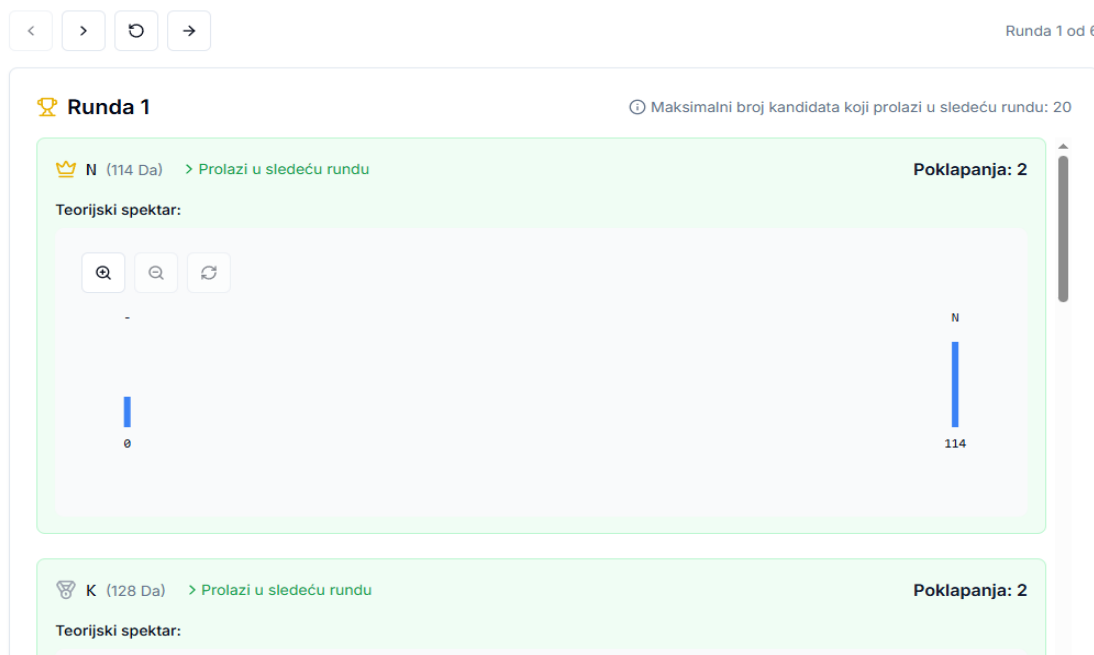 Runda 1 od 6
Runda 1
Maksimalni broj kandidata koji prolazi u sledeću rundu: 20
N (114 Da) > Prolazi u sledeću rundu
Poklapanja: 2
Teorijski spektar:
- N
0 114
K (128 Da) > Prolazi u sledeću rundu
Poklapanja: 2
Teorijski spektar: